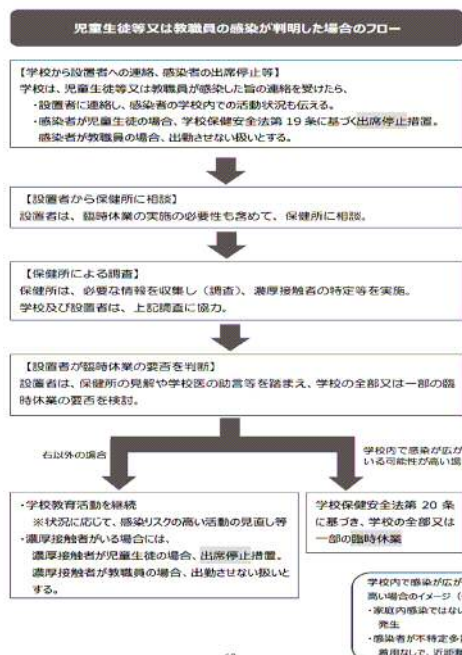 児童生徒等又は教職員の感染が判明した場合のフロー
【学校から設置者への連絡、感染者の出席停止等】
学校は、児童生徒等又は教職員が感染した旨の連絡を受けたら、
・設置者に連絡し、感染者の学校内での活動状況も伝える。
・感染者が児童生徒の場合、学校保健安全法第19条に基づく出席停止措置。
感染者が教職員の場合、出勤させない扱いとする。
【設置者から保健所に相談】
設置者は、臨時休業の実施の必要性も含めて、保健所に相談。
【保健所による調査】
保健所は、必要な情報を収集し（調査）、濃厚接触者の特定等を実施。
学校及び設置者は、上記調査に協力。
【設置者が臨時休業の要否を判断】
設置者は、保健所の見解や学校医の助言等を踏まえ、学校の全部又は一部の臨
時休業の要否を検討。
右以外の場合
学校内で感染が広が
いる可能性が高い場
・学校教育活動を継続
※状況に応じて、感染リスクの高い活動の見直し等
・濃厚接触者がいる場合には、
濃厚接触者が児童生徒の場合、出席停止措置。
濃厚接触者が教職員の場合、出勤させない扱いと
する。
学校保健安全法第20条
に基づき、学校の全部又は
一部の臨時休業
学校内で感染が広が
高い場合のイメージ（
・家庭内感染ではない
発生
・感染者が不特定多
着用なしで、近距離